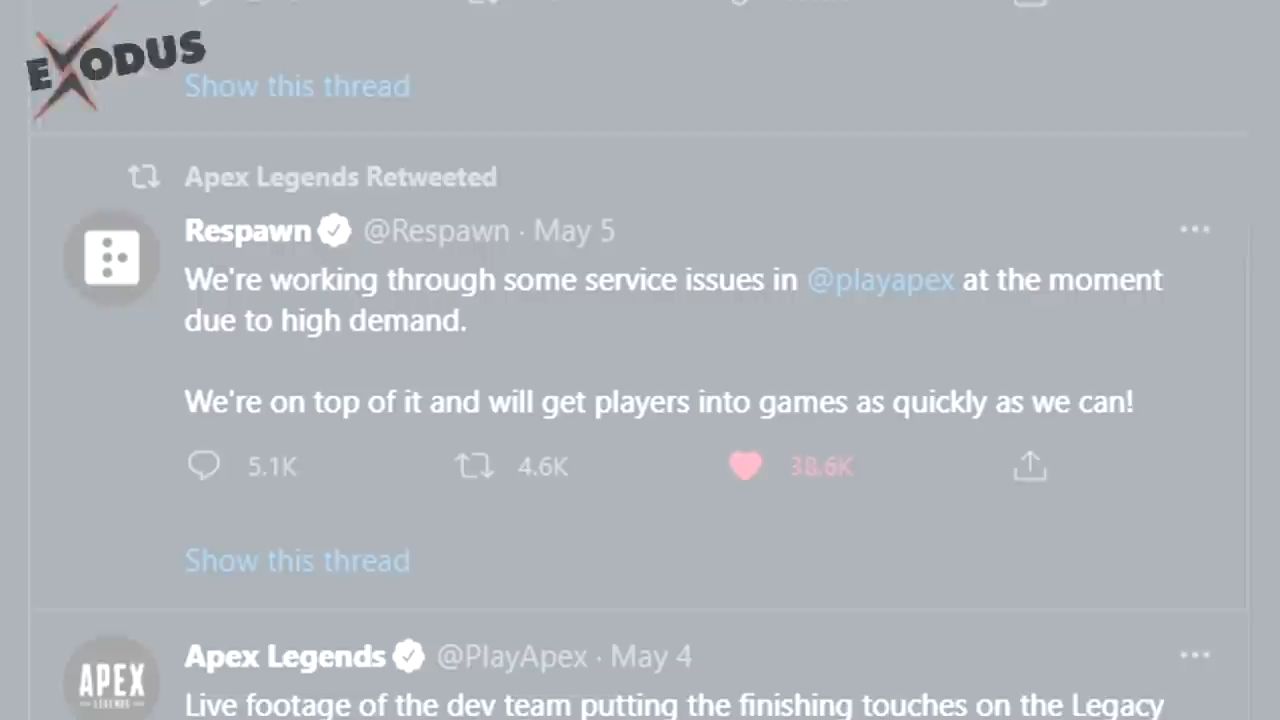 EXODUS
Show this thread
Apex Legends Retweeted
Respawn @Respawn · May 5
We're working through some service issues in @playapex at the moment
due to high demand.
We're on top of it and will get players into games as quickly as we can!
5.1K 4.6K 38.6K
Show this thread
Apex Legends @PlayApex · May 4
APEX
LEGENDS
Live footage of the dev team putting the finishing touches on the Legacy